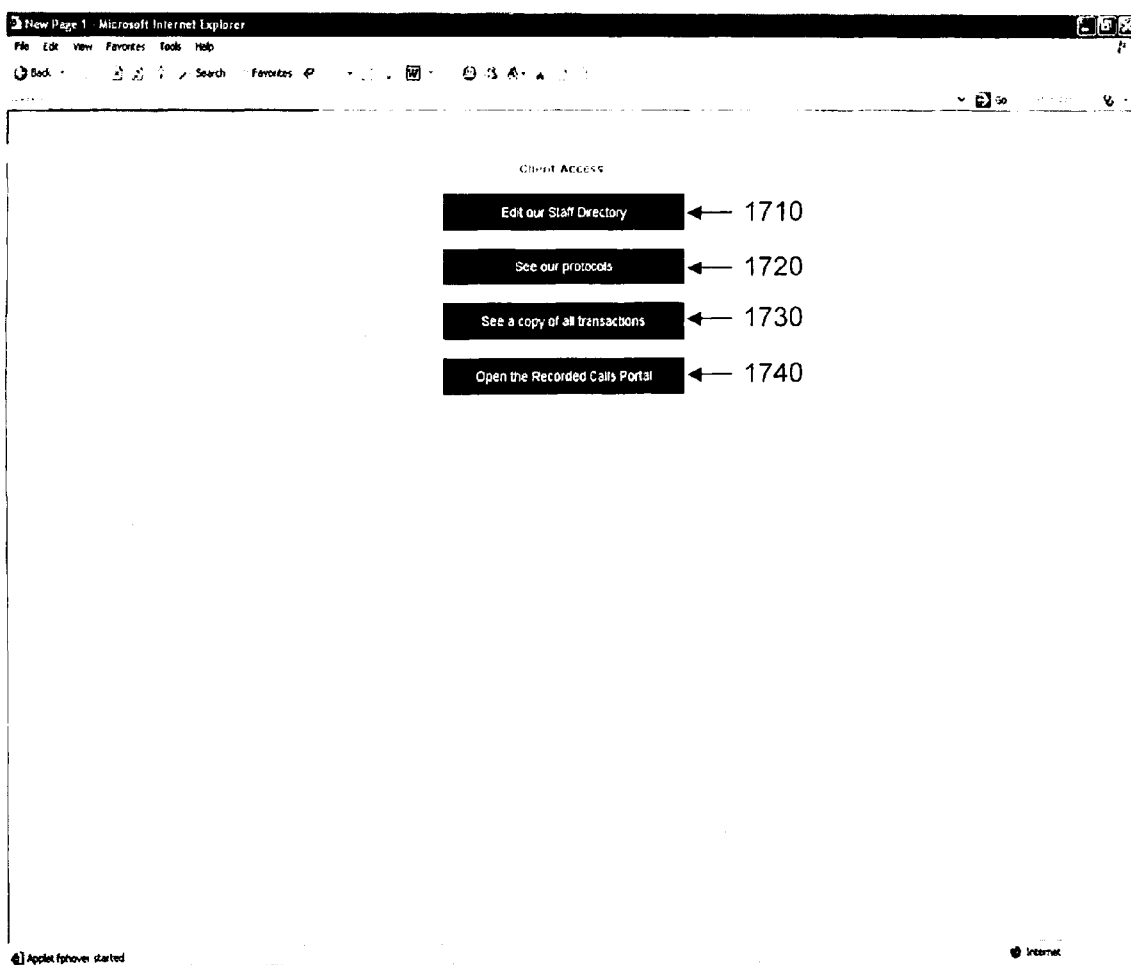 New Page 1 - Microsoft Internet Explorer
File Edit View Favorites Tools Help
Back Search Favorites
Go
Client Access
Edit our Staff Directory 1710
See our protocols 1720
See a copy of all transactions 1730
Open the Recorded Calls Portal 1740
Applet fphover started Internet